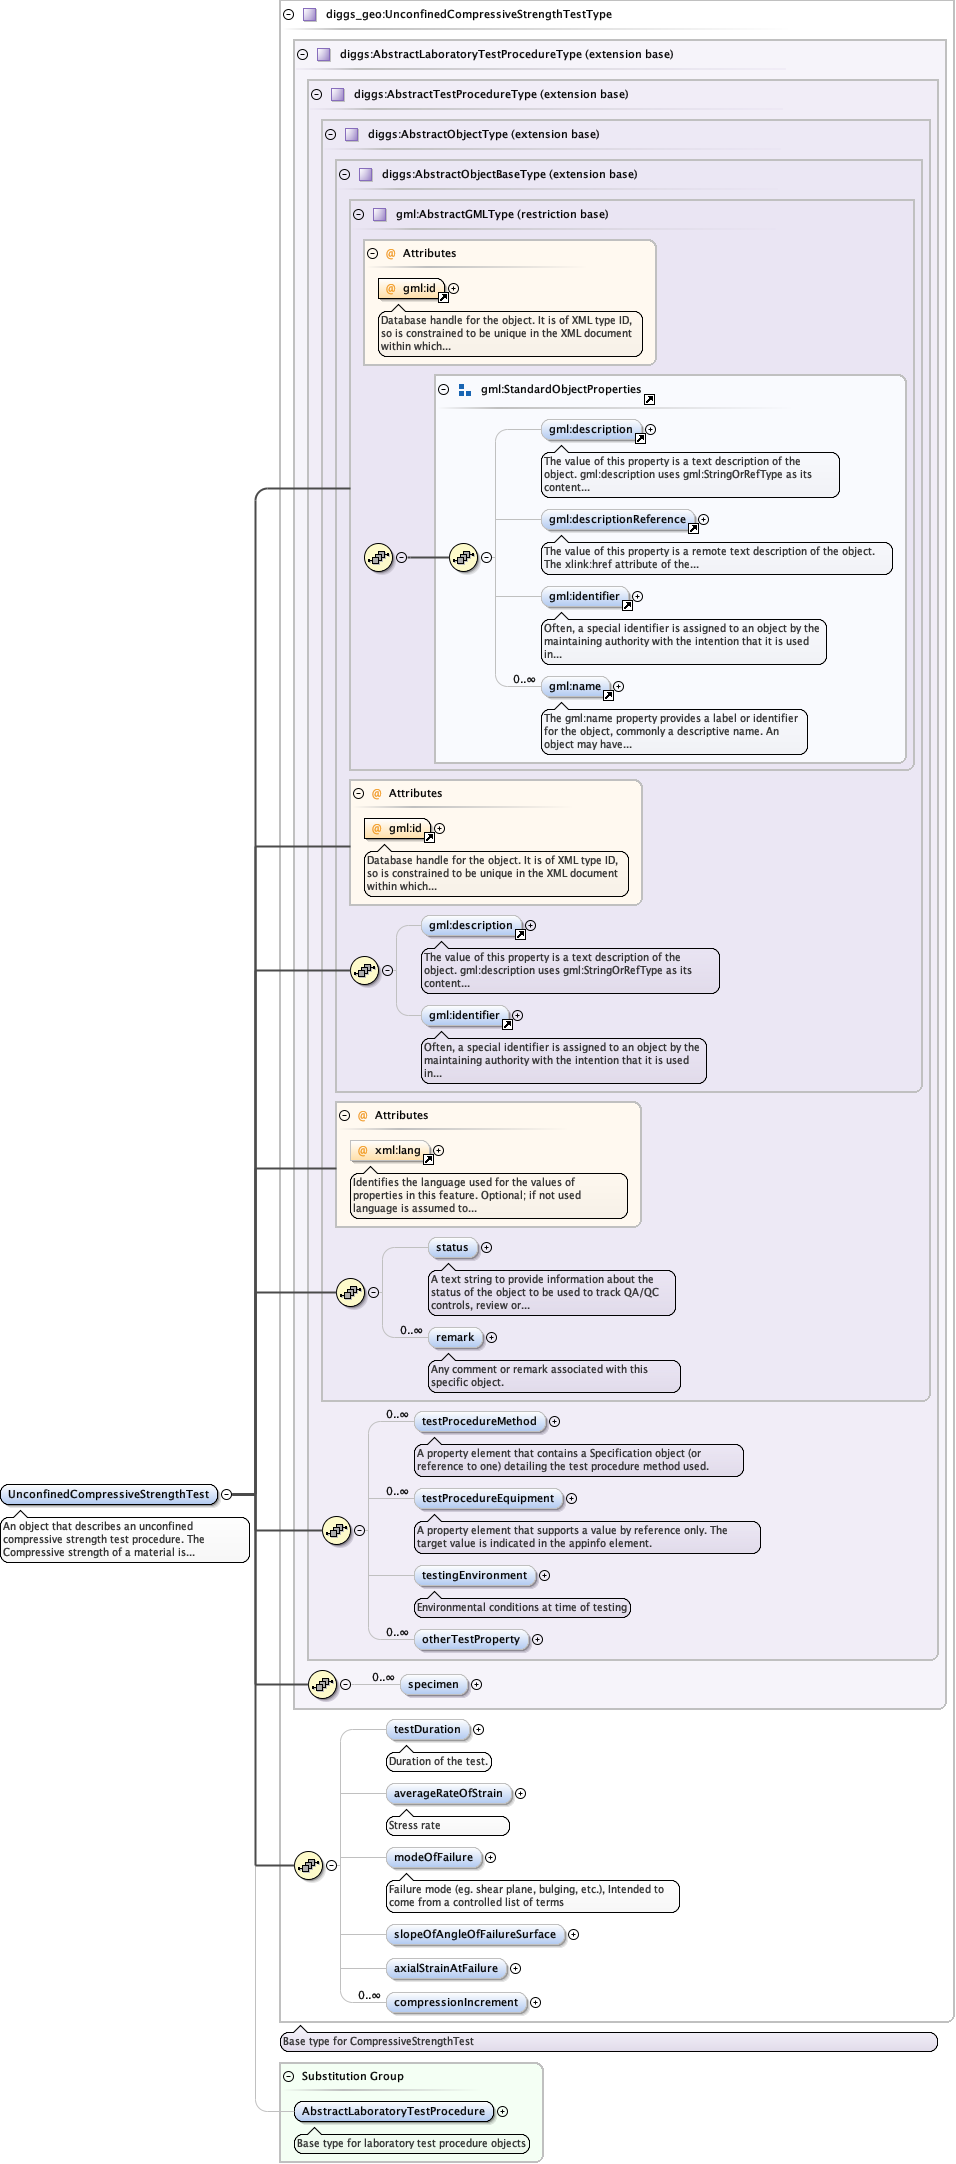 diggs_geo:UnconfinedCompressiveStrengthTestType
diggs:AbstractLaboratoryTestProcedureType (extension base)
diggs:AbstractTestProcedureType (extension base)
diggs:AbstractObjectType (extension base)
diggs:AbstractObjectBaseType (extension base)
gml:AbstractGMLType (restriction base)
@ Attributes
@ gml:id
Database handle for the object. It is of XML type ID,
so is constrained to be unique in the XML document
within which...
gml:StandardObjectProperties
gml:description
The value of this property is a text description of the
object. gml:description uses gml:StringOrRefType as its
content...
gml:descriptionReference
The value of this property is a remote text description of the object.
The xlink:href attribute of the...
gml:identifier
Often, a special identifier is assigned to an object by the
maintaining authority with the intention that it is used
in...
0..∞
gml:name
The gml:name property provides a label or identifier
for the object, commonly a descriptive name. An
object may have...
@ Attributes
@ gml:id
Database handle for the object. It is of XML type ID,
so is constrained to be unique in the XML document
within which...
gml:description
The value of this property is a text description of the
object. gml:description uses gml:StringOrRefType as its
content...
gml:identifier
Often, a special identifier is assigned to an object by the
maintaining authority with the intention that it is used
in...
@ Attributes
@ xml:lang
Identifies the language used for the values of
properties in this feature. Optional; if not used
language is assumed to...
status
A text string to provide information about the
status of the object to be used to track QA/QC
controls, review or...
0..∞
remark
Any comment or remark associated with this
specific object.
0..∞
testProcedureMethod
A property element that contains a Specification object (or
reference to one) detailing the test procedure method used.
0..∞
testProcedureEquipment
A property element that supports a value by reference only. The
target value is indicated in the appinfo element.
testingEnvironment
Environmental conditions at time of testing
0..∞
otherTestProperty
UnconfinedCompressiveStrengthTest
An object that describes an unconfined
compressive strength test procedure. The
Compressive strength of a material is...
0..∞
specimen
testDuration
Duration of the test.
averageRateOfStrain
Stress rate
modeOfFailure
Failure mode (eg. shear plane, bulging, etc.), Intended to
come from a controlled list of terms
slopeOfAngleOfFailureSurface
axialStrainAtFailure
0..∞
compressionIncrement
Base type for CompressiveStrengthTest
Substitution Group
AbstractLaboratoryTestProcedure
Base type for laboratory test procedure objects